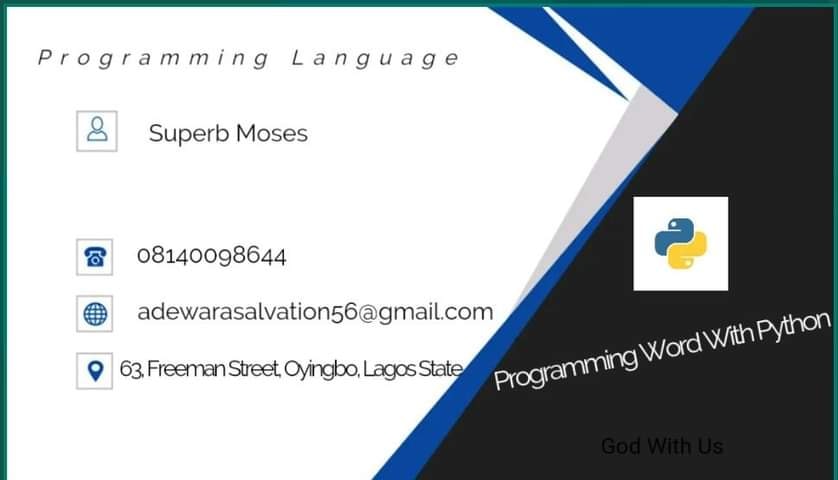 Programming Language
Superb Moses
08140098644
adewarasalvation56@gmail.com
63, Freeman Street, Oyingbo, Lagos State
Programming Word With Python
God With Us